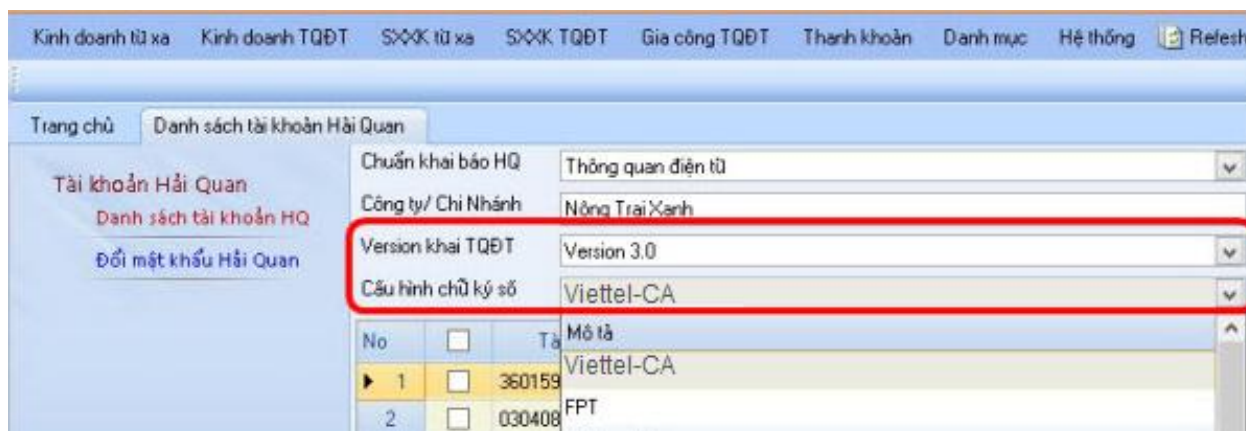 Kinh doanh từ xa Kinh doanh TQĐT SXXK từ xa SXXK TQĐT Gia công TQĐT Thanh khoản Danh mục Hệ thống Refesh
Trang chủ Danh sách tài khoản Hải Quan
Tài khoản Hải Quan
Danh sách tài khoản HQ
Đổi mật khẩu Hải Quan
Chuẩn khai báo HQ Thông quan điện tử
Công ty/ Chi Nhánh Nông Trại Xanh
Version khai TQĐT Version 3.0
Cấu hình chữ ký số Viettel-CA
No Tà Mô tả
1 360159 Viettel-CA
2 030408 FPT